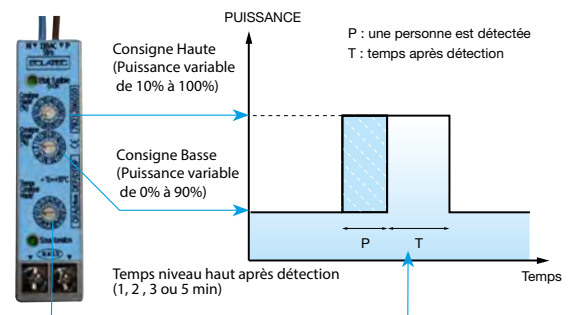 PUISSANCE
P : une personne est détectée
T : temps après détection
Consigne Haute
(Puissance variable
de 10% à 100%)
Consigne Basse
(Puissance variable
de 0% à 90%)
P
T
Temps
Temps niveau haut après détection
(1, 2 , 3 ou 5 min)
ECLATEC